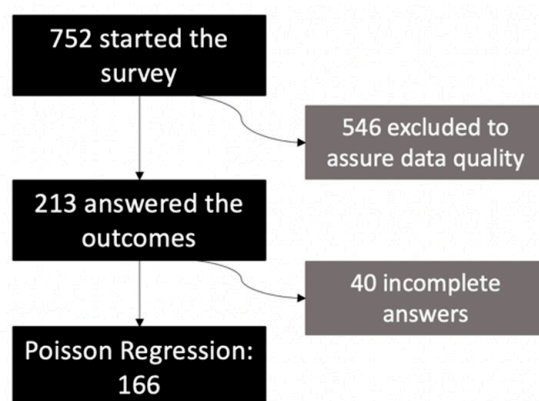 752 started the
survey
546 excluded to
assure data quality
213 answered the
outcomes
40 incomplete
answers
Poisson Regression:
166